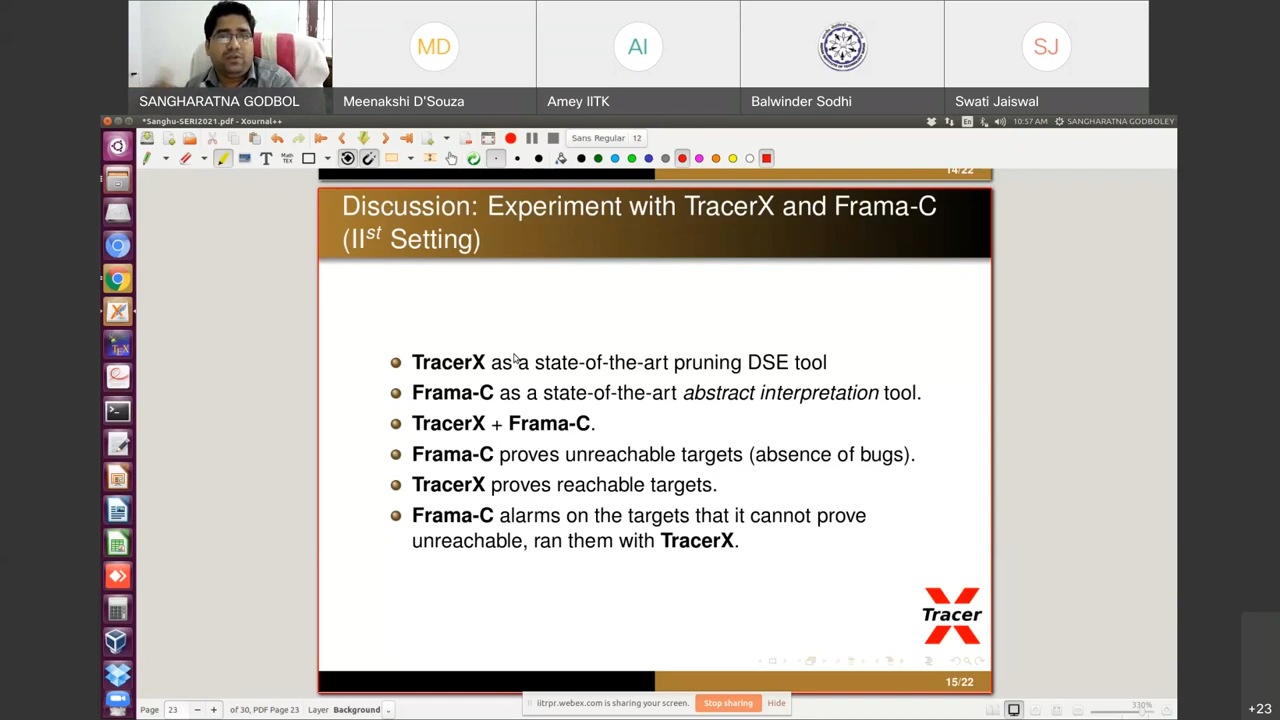 MD
AI
SJ
SANGHARATNA GODBOL
Meenakshi D'Souza
Amey IITK
Balwinder Sodhi
Swati Jaiswal
*Sanghu-SERI2021.pdf - Xournal++
En
10:57 AM
SANGHARATNA GODBOLEY
Sans Regular 12
14/22
Discussion: Experiment with TracerX and Frama-C
(IIst Setting)
TracerX as a state-of-the-art pruning DSE tool
Frama-C as a state-of-the-art abstract interpretation tool.
TracerX + Frama-C.
Frama-C proves unreachable targets (absence of bugs).
TracerX proves reachable targets.
Frama-C alarms on the targets that it cannot prove
unreachable, ran them with TracerX.
Tracer
X
15/22
iitrpr.webex.com is sharing your screen.
Stop sharing
Hide
Page 23 of 30, PDF Page 23 Layer Background
330%
+23